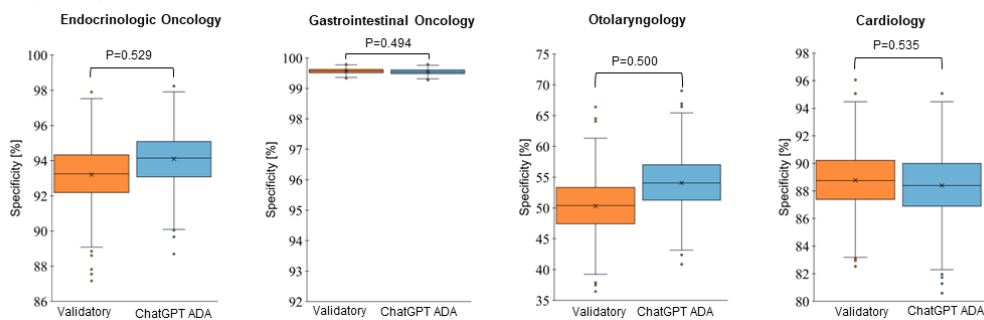 Endocrinologic Oncology
Gastrointestinal Oncology
Otolaryngology
Cardiology
P=0.529
P=0.494
P=0.500
P=0.535
Specificity [%]
100
98
96
94
92
90
88
86
Validatory
ChatGPT ADA
Specificity [%]
100
99
98
97
96
95
94
93
92
Validatory
ChatGPT ADA
Specificity [%]
75
70
65
60
55
50
45
40
35
Validatory
ChatGPT ADA
Specificity [%]
98
96
94
92
90
88
86
84
82
80
Validatory
ChatGPT ADA